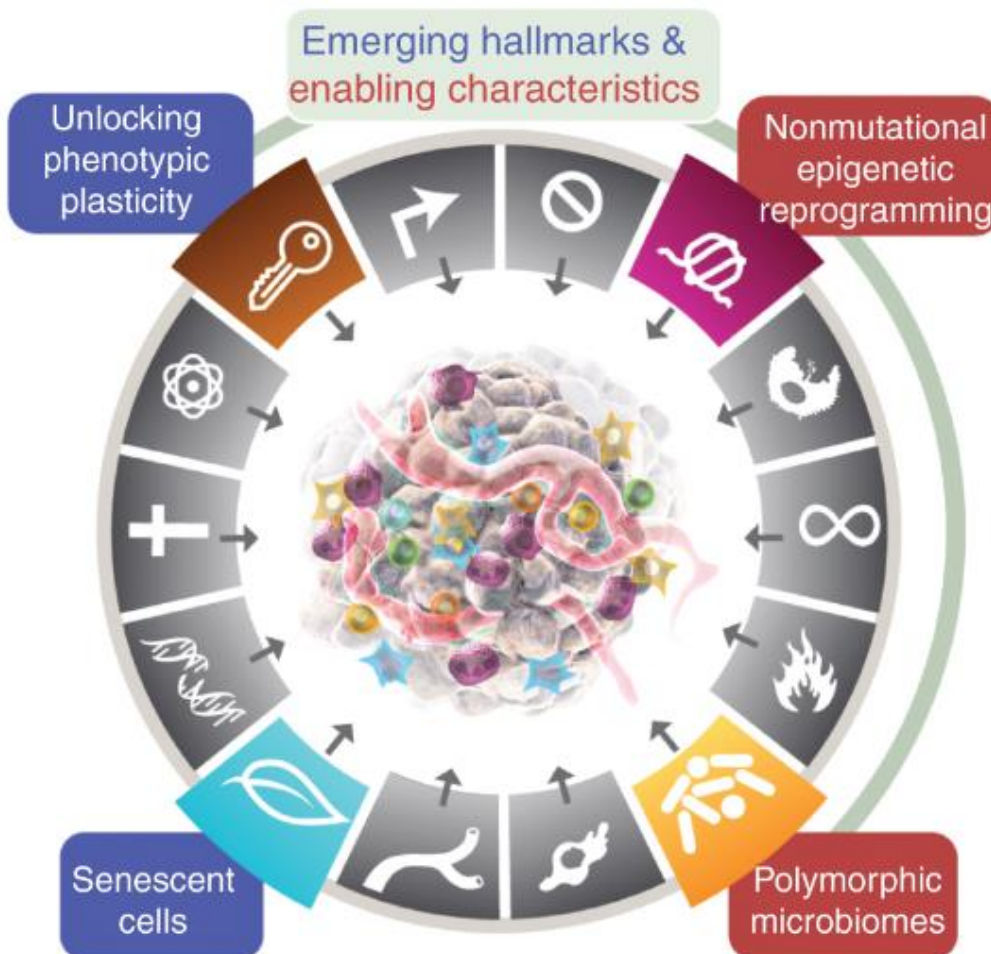 Emerging hallmarks &
enabling characteristics
Unlocking
phenotypic
plasticity
Nonmutational
epigenetic
reprogramming
Senescent
cells
Polymorphic
microbiomes